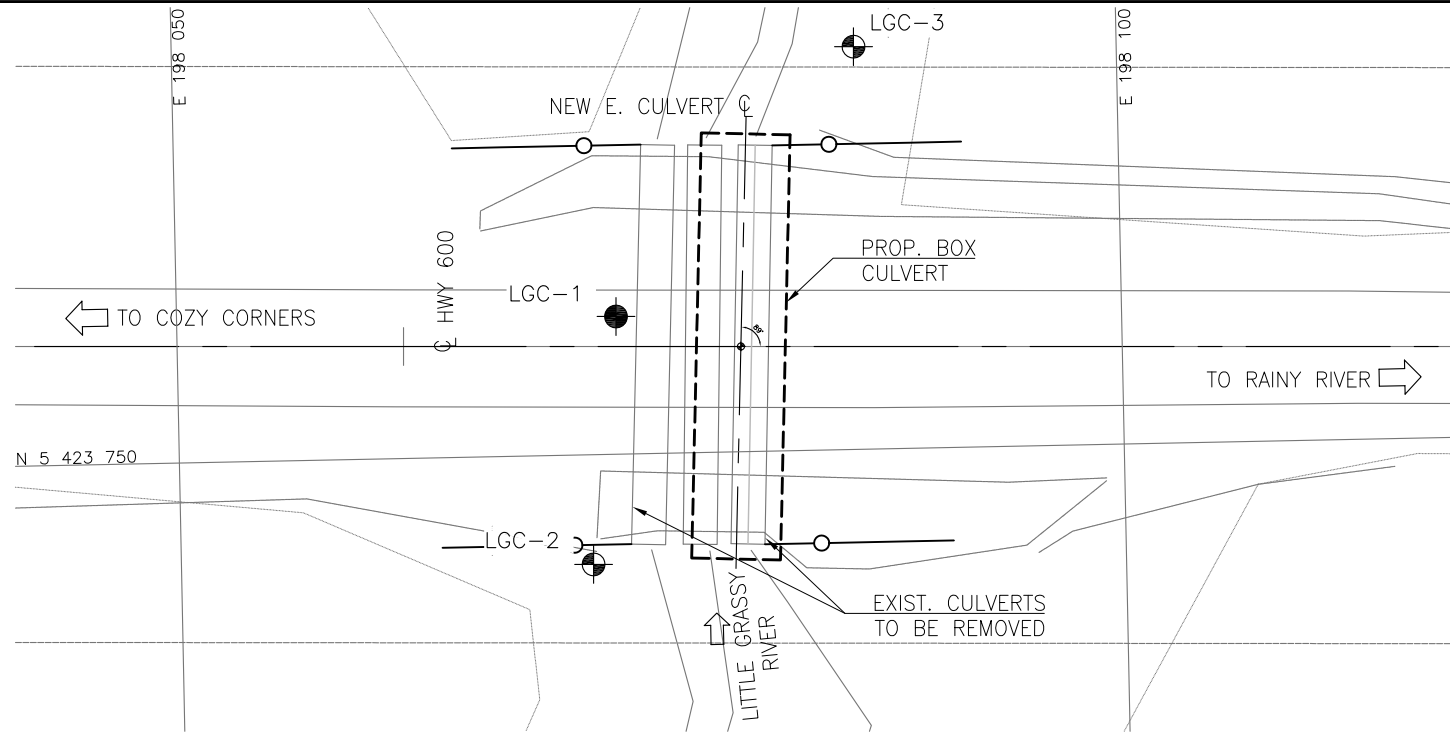 LGC-3
E 198 050
E 198 100
NEW E. CULVERT ℄
PROP. BOX
CULVERT
℄ HWY 600
LGC-1
TO COZY CORNERS
89°
TO RAINY RIVER
N 5 423 750
LGC-2
LITTLE GRASSY
RIVER
EXIST. CULVERTS
TO BE REMOVED